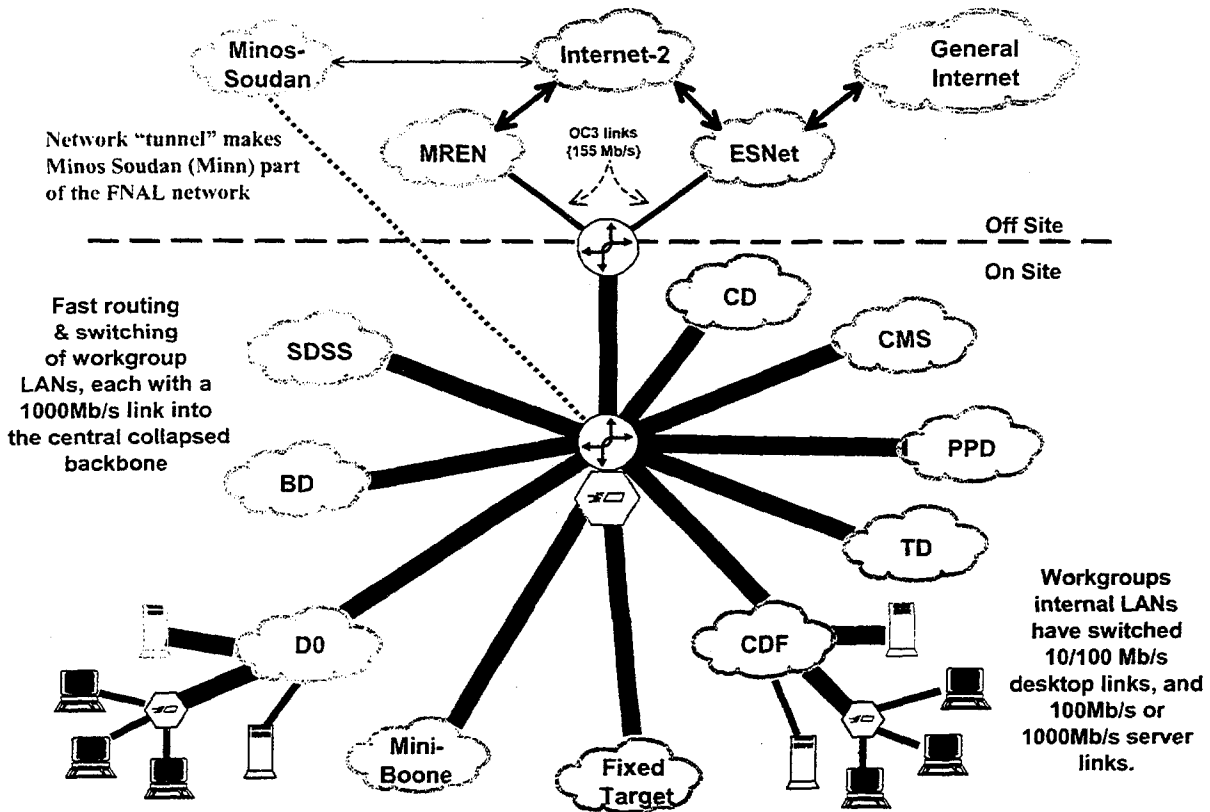 Minos-
Soudan
Internet-2
General
Internet
Network “tunnel” makes
Minos Soudan (Minn) part
of the FNAL network
MREN
OC3 links
{155 Mb/s}
ESNet
Off Site
On Site
Fast routing
& switching
of workgroup
LANs, each with a
1000Mb/s link into
the central collapsed
backbone
SDSS
CD
CMS
BD
PPD
TD
D0
CDF
Mini-
Boone
Fixed
Target
Workgroups
internal LANs
have switched
10/100 Mb/s
desktop links, and
100Mb/s or
1000Mb/s server
links.